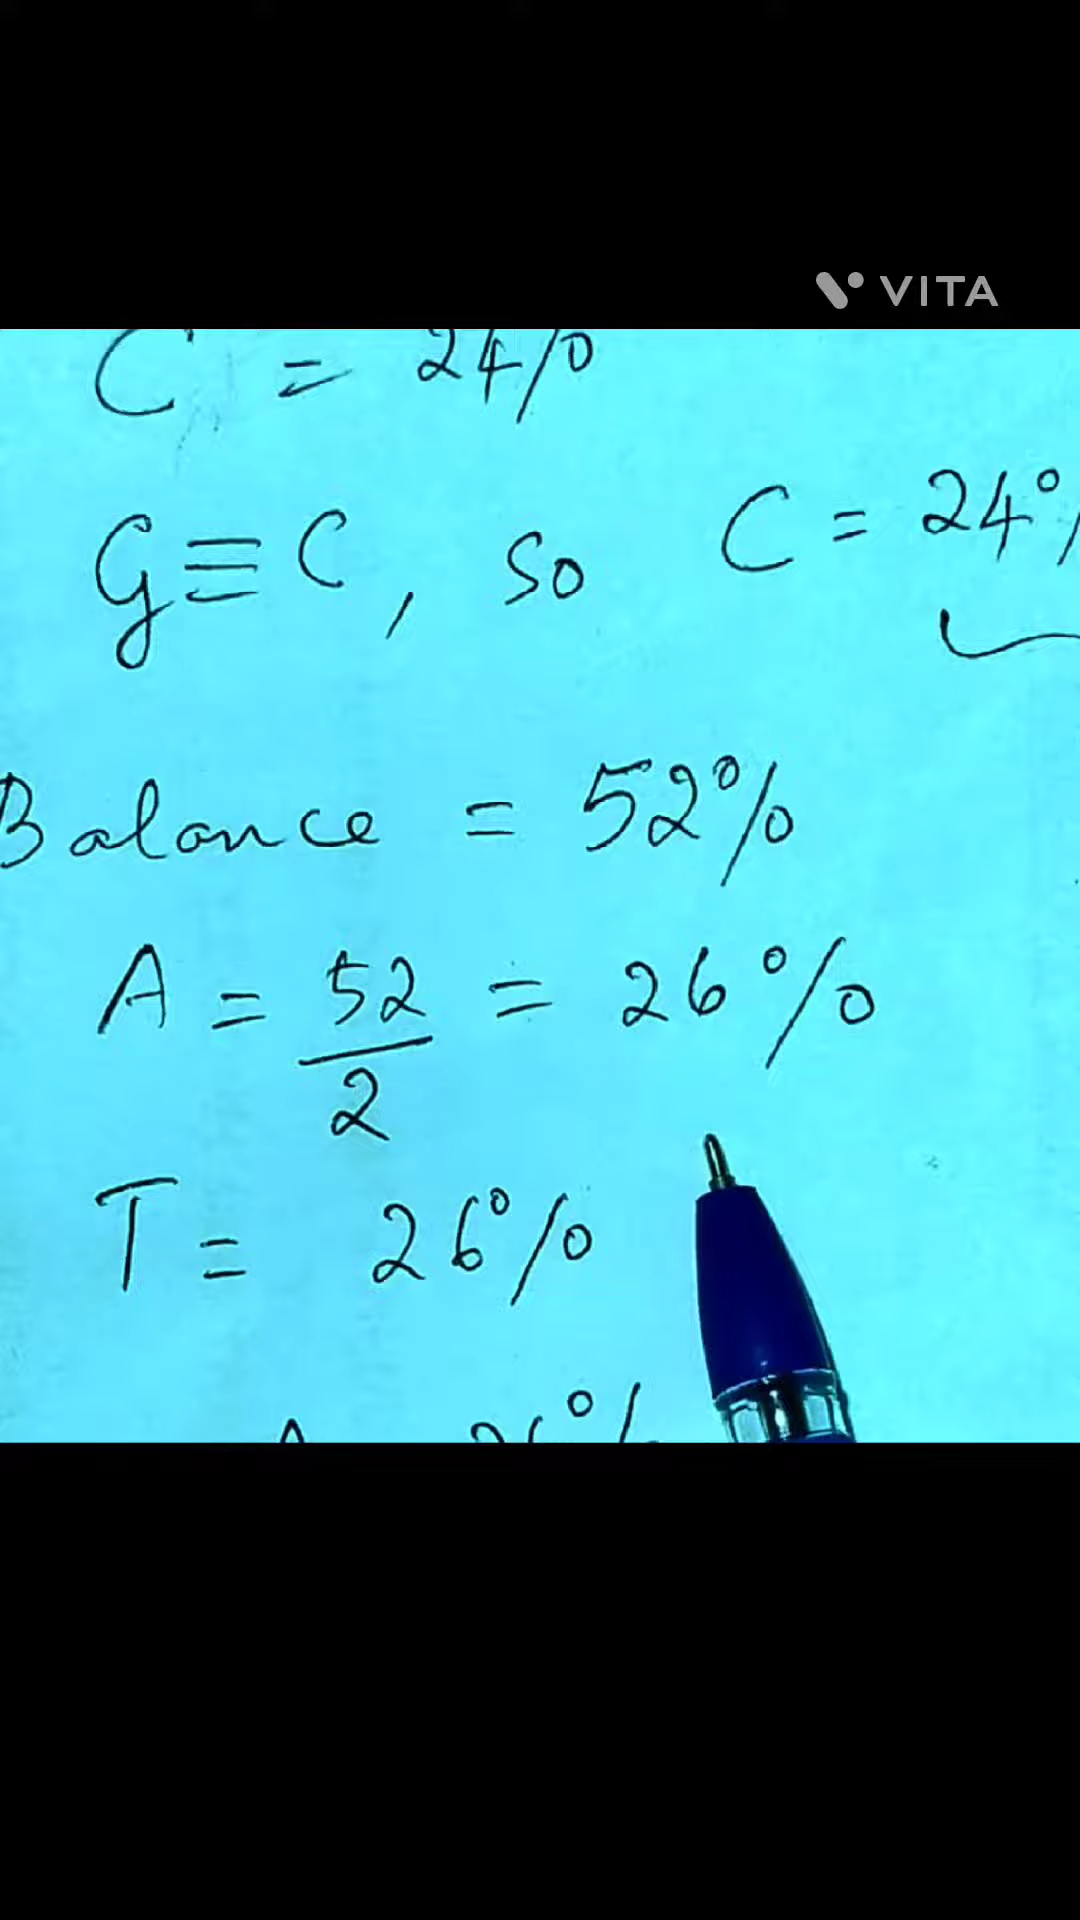 VITA
C = 24%
G≡C, so C = 24%
Balance = 52%
A = 52/2 = 26%
T = 26%